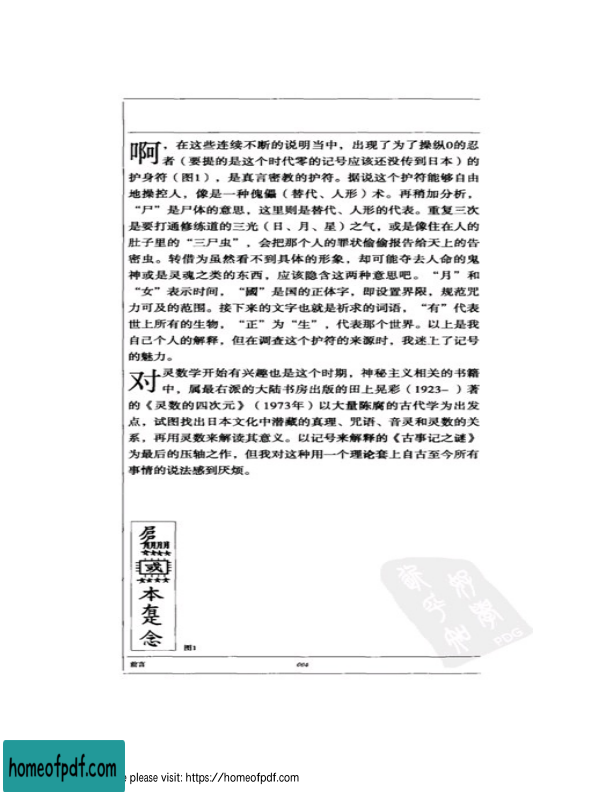 啊，在这些连续不断的说明当中，出现了为了操纵0的忍
者（要提的是这个时代零的记号应该还没传到日本）的
护身符（图1），是真言密教的护符。据说这个护符能够自由
地操控人，像是一种傀儡（替代、人形）术。再稍加分析，
“尸”是尸体的意思，这里则是替代、人形的代表。重复三次
是要打通修练道的三光（日、月、星）之气，或是像住在人的
肚子里的“三尸虫”，会把那个人的罪状偷偷报告给天上的告
密虫。转借为虽然看不到具体的形象，却可能夺去人命的鬼
神或是灵魂之类的东西，应该隐含这两种意思吧。“月”和
“女”表示时间，“國”是国的正体字，即设置界限，规范咒
力可及的范围。接下来的文字也就是祈求的词语，“有”代表
世上所有的生物，“正”为“生”，代表那个世界。以上是我
自己个人的解释，但在调查这个护符的来源时，我迷上了记号
的魅力。
对灵数学开始有兴趣也是这个时期，神秘主义相关的书籍
中，属最右派的大陆书房出版的田上晃彩（1923-）著
的《灵数的四次元》（1973年）以大量陈腐的古代学为出发
点，试图找出日本文化中潜藏的真理、咒语、音灵和灵数的关
系，再用灵数来解读其意义。以记号来解释的《古事记之谜》
为最后的压轴之作，但我对这种用一个理论套上自古至今所有
事情的说法感到厌烦。
或
本
念
图1
前言
004
PDG
homeofpdf.com
please visit: https://homeofpdf.com